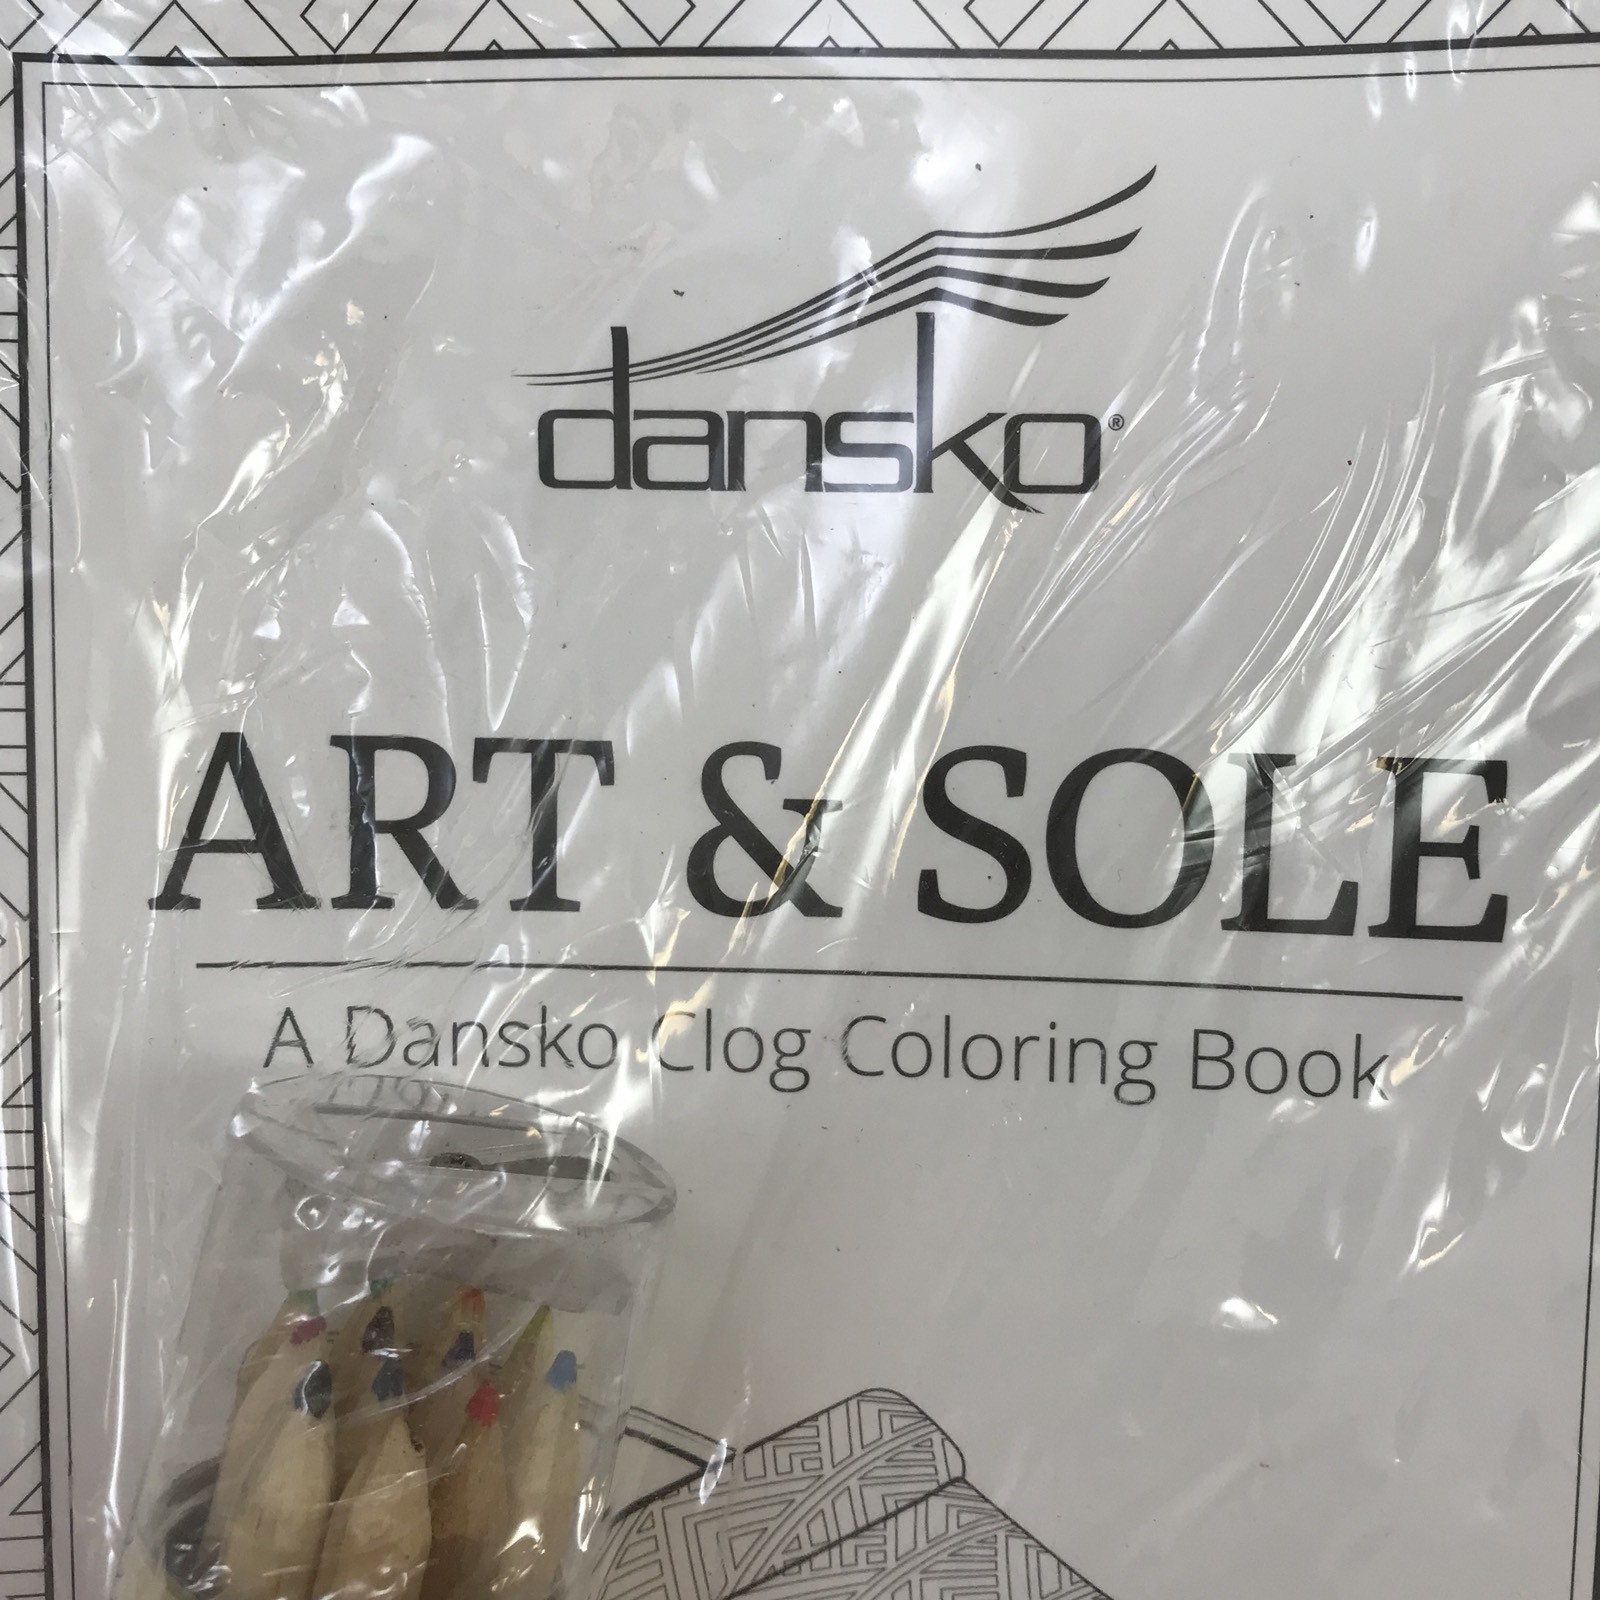 dansko®
ART & SOLE
A Dansko Clog Coloring Book